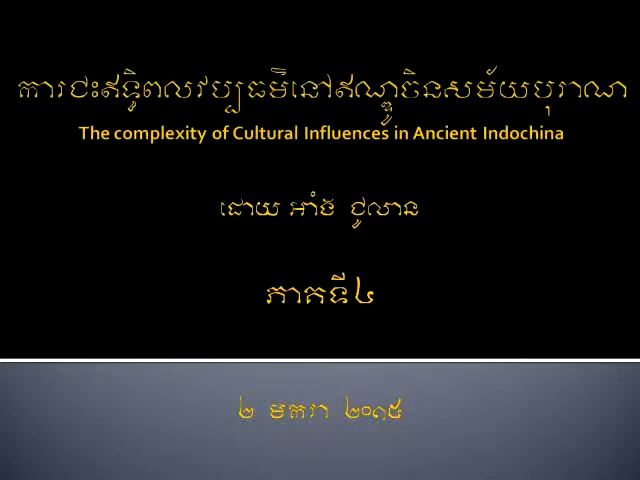 ការជះឥទ្ធិពលវប្បធម៌នៅឥណ្ឌូចិនសម័យបុរាណ
The complexity of Cultural Influences in Ancient Indochina
ដោយ អាំង ជូលាន
ភាគទី៤
២ មករា ២០១៥